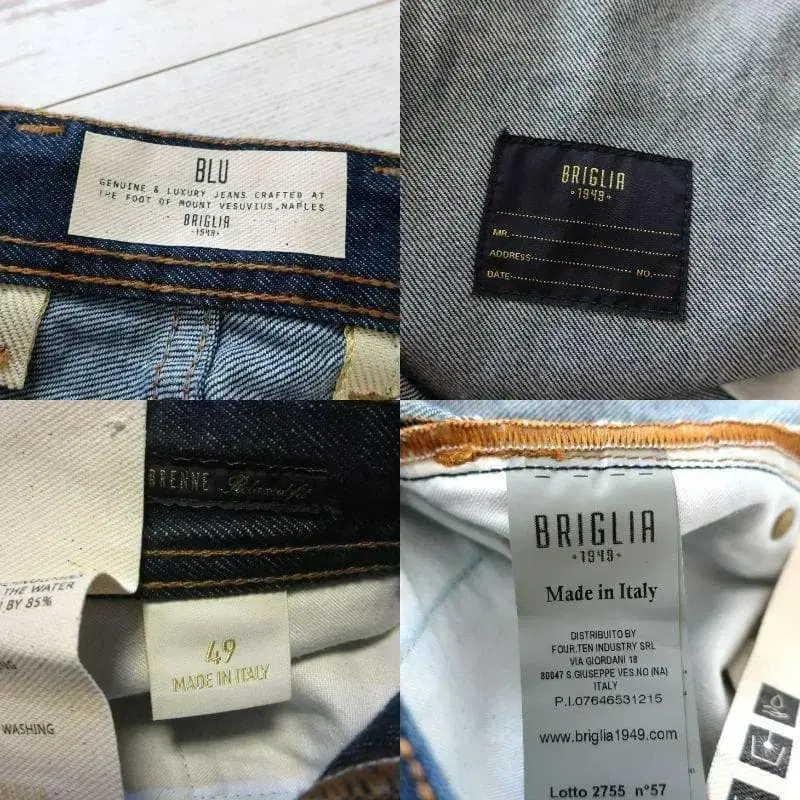 BLU
GENUINE & LUXURY JEANS CRAFTED AT
THE FOOT OF MOUNT VESUVIUS, NAPLES
BRIGLIA
·1949·
BRIGLIA
·1949·
MR.
ADDRESS NO.
DATE
BRENNE
THE WATER
BY 85%
WASHING
49
MADE IN ITALY
BRIGLIA
·1949·
Made in Italy
DISTRIBUITO BY
FOUR.TEN INDUSTRY SRL
VIA GIORDANI 18
80047 S.GIUSEPPE VES.NO (NA)
ITALY
P.I.07646531215
www.briglia1949.com
Lotto 2755 n°57